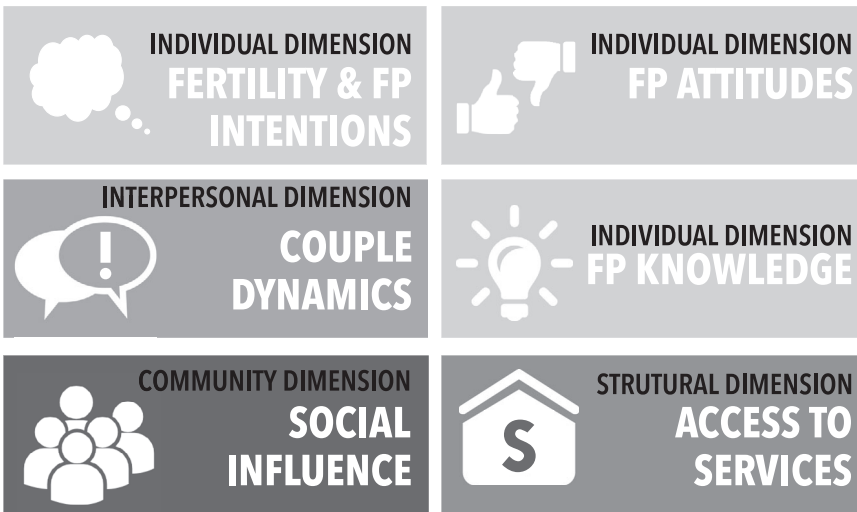 INDIVIDUAL DIMENSION
FERTILITY & FP
INTENTIONS
INDIVIDUAL DIMENSION
FP ATTITUDES
INTERPERSONAL DIMENSION
!
COUPLE
DYNAMICS
INDIVIDUAL DIMENSION
FP KNOWLEDGE
COMMUNITY DIMENSION
SOCIAL
INFLUENCE
STRUTURAL DIMENSION
S
ACCESS TO
SERVICES